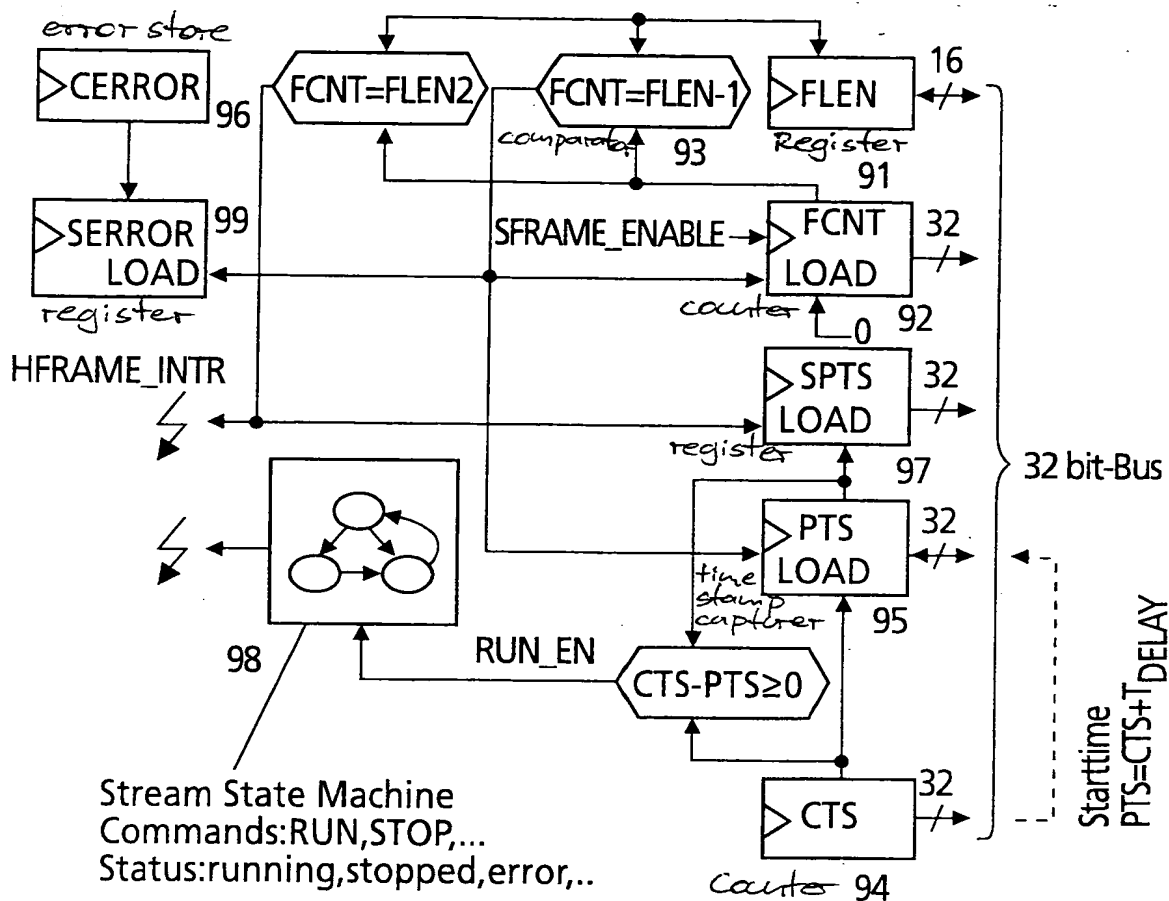 error store
CERROR
96
FCNT=FLEN2
FCNT=FLEN-1
comparator
93
FLEN
16
Register
91
SERROR
LOAD
99
register
SFRAME_ENABLE
FCNT
LOAD
32
counter
92
0
HFRAME_INTR
SPTS
LOAD
32
register
97
32 bit-Bus
PTS
LOAD
32
time
stamp
capturer
95
98
RUN_EN
CTS-PTS≥0
Starttime
PTS=CTS+TDELAY
Stream State Machine
Commands:RUN,STOP,...
Status:running,stopped,error,..
CTS
32
Counter 94